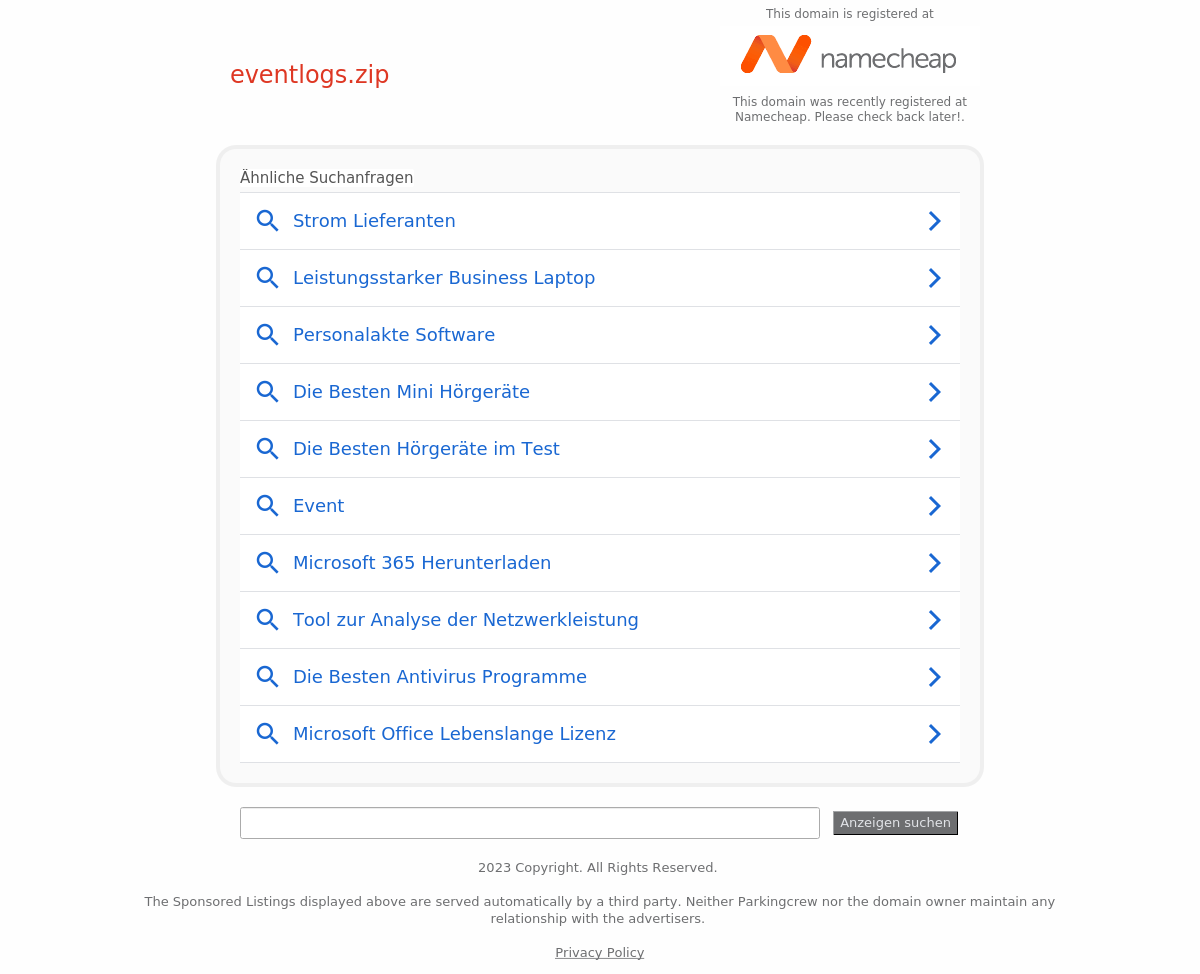 This domain is registered at
namecheap
eventlogs.zip
This domain was recently registered at
Namecheap. Please check back later!.
Ähnliche Suchanfragen
Strom Lieferanten
Leistungsstarker Business Laptop
Personalakte Software
Die Besten Mini Hörgeräte
Die Besten Hörgeräte im Test
Event
Microsoft 365 Herunterladen
Tool zur Analyse der Netzwerkleistung
Die Besten Antivirus Programme
Microsoft Office Lebenslange Lizenz
Anzeigen suchen
2023 Copyright. All Rights Reserved.
The Sponsored Listings displayed above are served automatically by a third party. Neither Parkingcrew nor the domain owner maintain any
relationship with the advertisers.
Privacy Policy